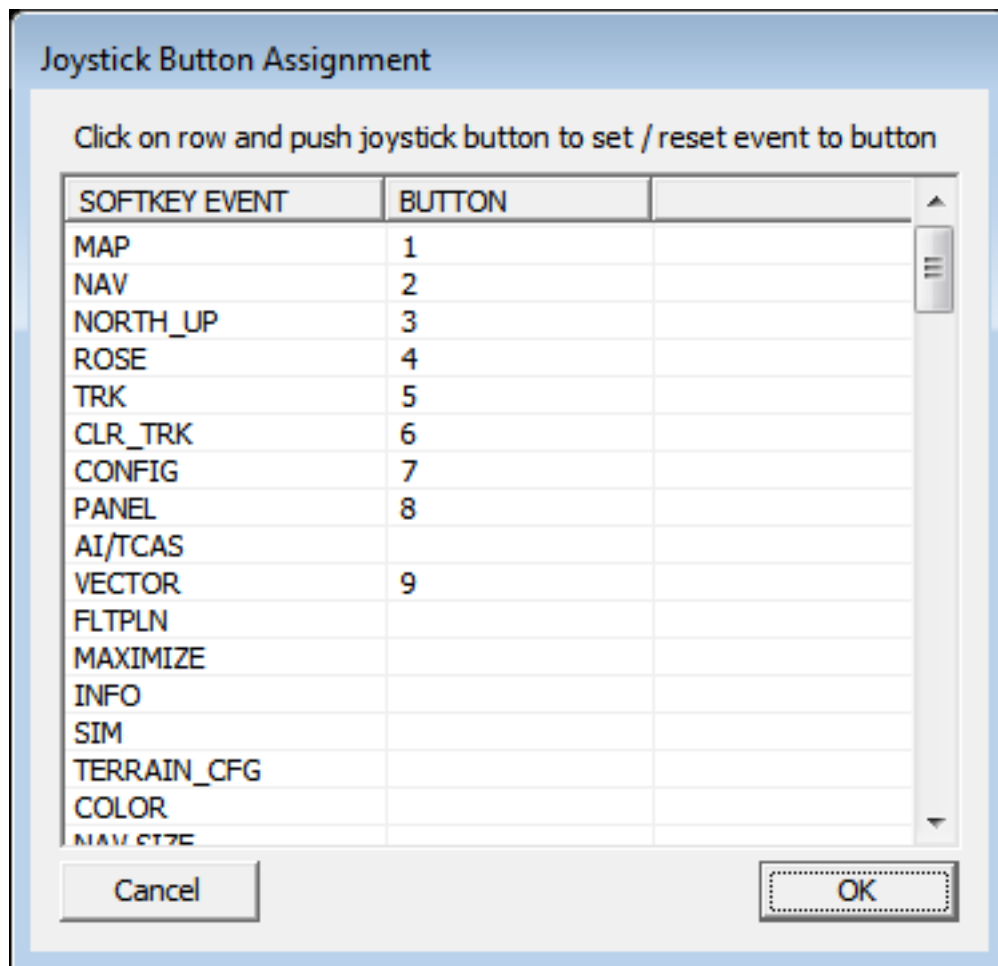 Joystick Button Assignment
Click on row and push joystick button to set / reset event to button
SOFTKEY EVENT BUTTON
MAP 1
NAV 2
NORTH_UP 3
ROSE 4
TRK 5
CLR_TRK 6
CONFIG 7
PANEL 8
AI/TCAS
VECTOR 9
FLTPLN
MAXIMIZE
INFO
SIM
TERRAIN_CFG
COLOR
NAV SIZE
Cancel OK